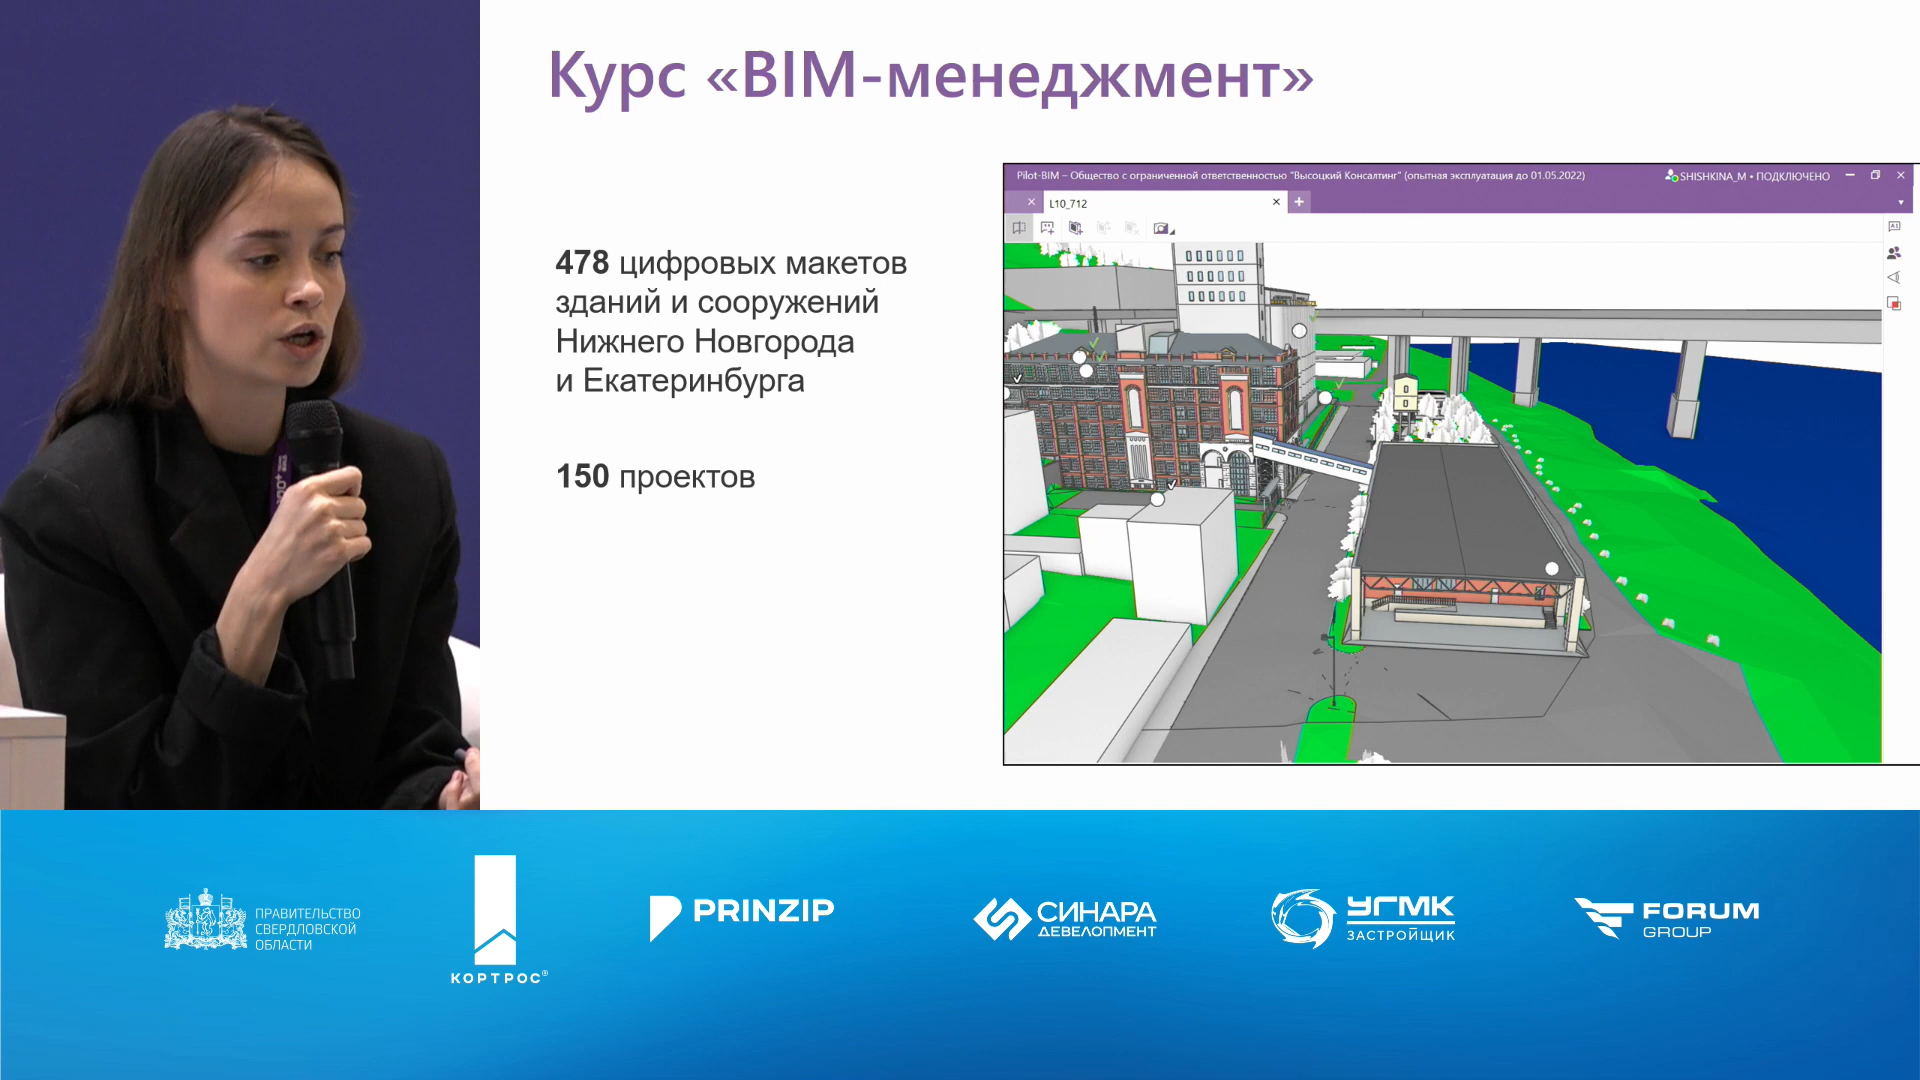 Курс «BIM-менеджмент»
478 цифровых макетов
зданий и сооружений
Нижнего Новгорода
и Екатеринбурга
150 проектов
Pilot-BIM – Общество с ограниченной ответственностью "Высоцкий Консалтинг" (опытная эксплуатация до 01.05.2022)
SHISHKINA_M • ПОДКЛЮЧЕНО
L10_712
ПРАВИТЕЛЬСТВО
СВЕРДЛОВСКОЙ
ОБЛАСТИ
КОРТРОС®
PRINZIP
СИНАРА
ДЕВЕЛОПМЕНТ
УГМК
ЗАСТРОЙЩИК
FORUM
GROUP